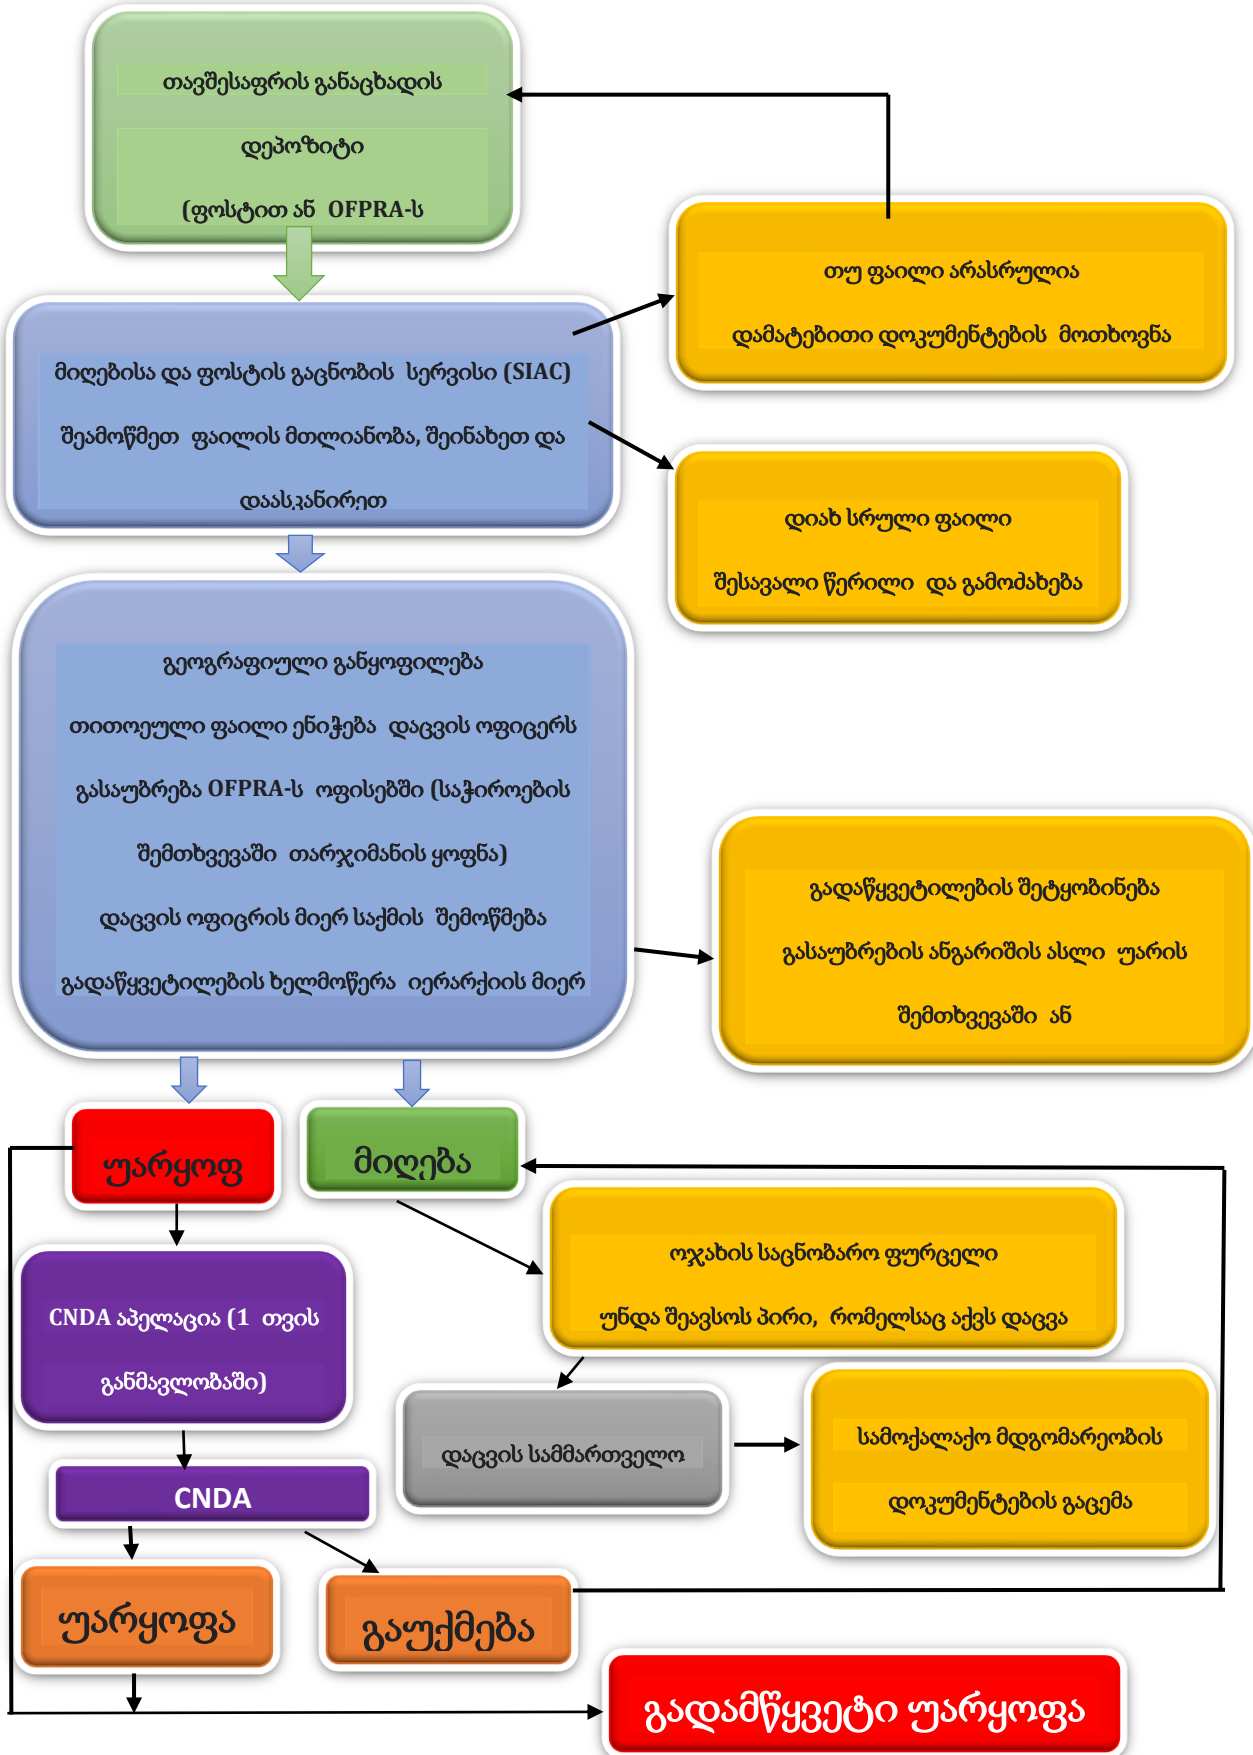 თავშესაფრის განაცხადის
დეპოზიტი
(ფოსტით ან OFPRA-ს
თუ ფაილი არასრულია
დამატებითი დოკუმენტების მოთხოვნა
მიღებისა და ფოსტის გაცნობის სერვისი (SIAC)
შეამოწმეთ ფაილის მთლიანობა, შეინახეთ და
დაასკანირეთ
დიახ სრული ფაილი
შესავალი წერილი და გამოძახება
გეოგრაფიული განყოფილება
თითოეული ფაილი ენიჭება დაცვის ოფიცერს
გასაუბრება OFPRA-ს ოფისებში (საჭიროების
შემთხვევაში თარჯიმანის ყოფნა)
დაცვის ოფიცრის მიერ საქმის შემოწმება
გადაწყვეტილების ხელმოწერა იერარქიის მიერ
გადაწყვეტილების შეტყობინება
გასაუბრების ანგარიშის ასლი უარის
შემთხვევაში ან
უარყოფ
მიღება
ოჯახის საცნობარო ფურცელი
უნდა შეავსოს პირი, რომელსაც აქვს დაცვა
CNDA აპელაცია (1 თვის
განმავლობაში)
დაცვის სამმართველო
სამოქალაქო მდგომარეობის
დოკუმენტების გაცემა
CNDA
უარყოფა
გაუქმება
გადამწყვეტი უარყოფა